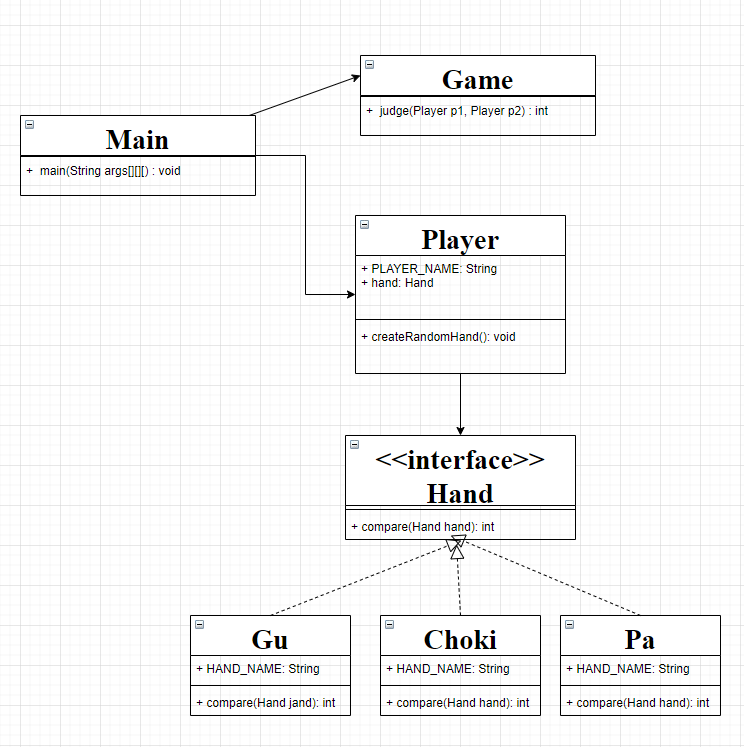 Game
+ judge(Player p1, Player p2) : int
Main
+ main(String args[][][) : void
Player
+ PLAYER_NAME: String
+ hand: Hand
+ createRandomHand(): void
<<interface>>
Hand
+ compare(Hand hand): int
Gu
+ HAND_NAME: String
+ compare(Hand jand): int
Choki
+ HAND_NAME: String
+ compare(Hand hand): int
Pa
+ HAND_NAME: String
+ compare(Hand hand): int